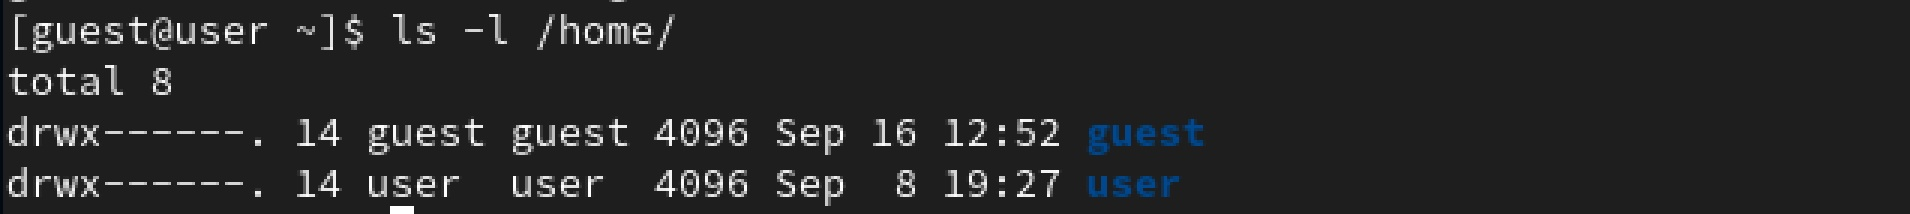 [guest@user ~]$ ls -l /home/
total 8
drwx------. 14 guest guest 4096 Sep 16 12:52 guest
drwx------. 14 user  user  4096 Sep  8 19:27 user